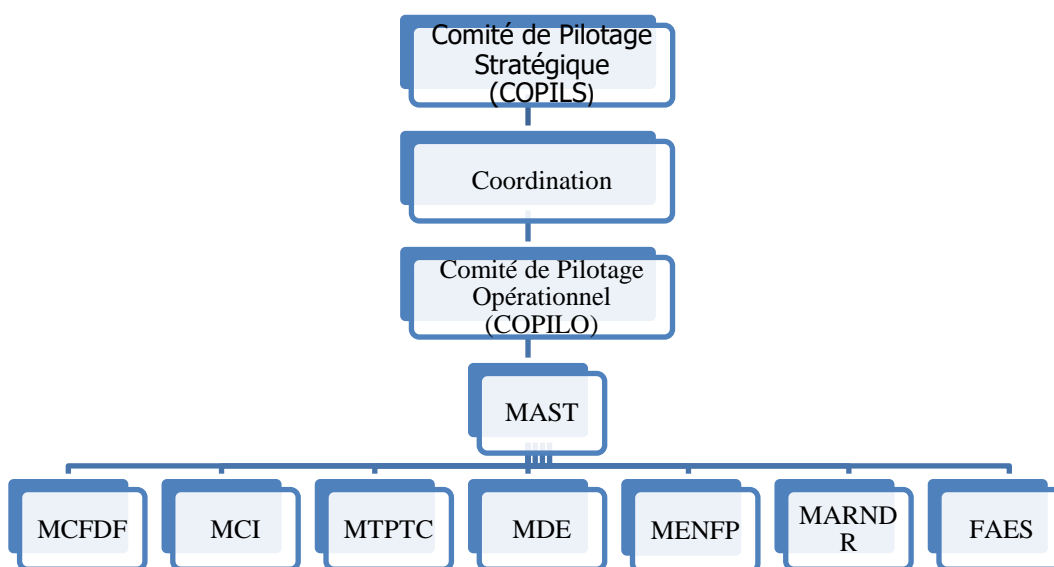 Comité de Pilotage
Stratégique
(COPILS)
Coordination
Comité de Pilotage
Opérationnel
(COPILO)
MAST
MCFDF
MCI
MTPTC
MDE
MENFP
MARND
R
FAES